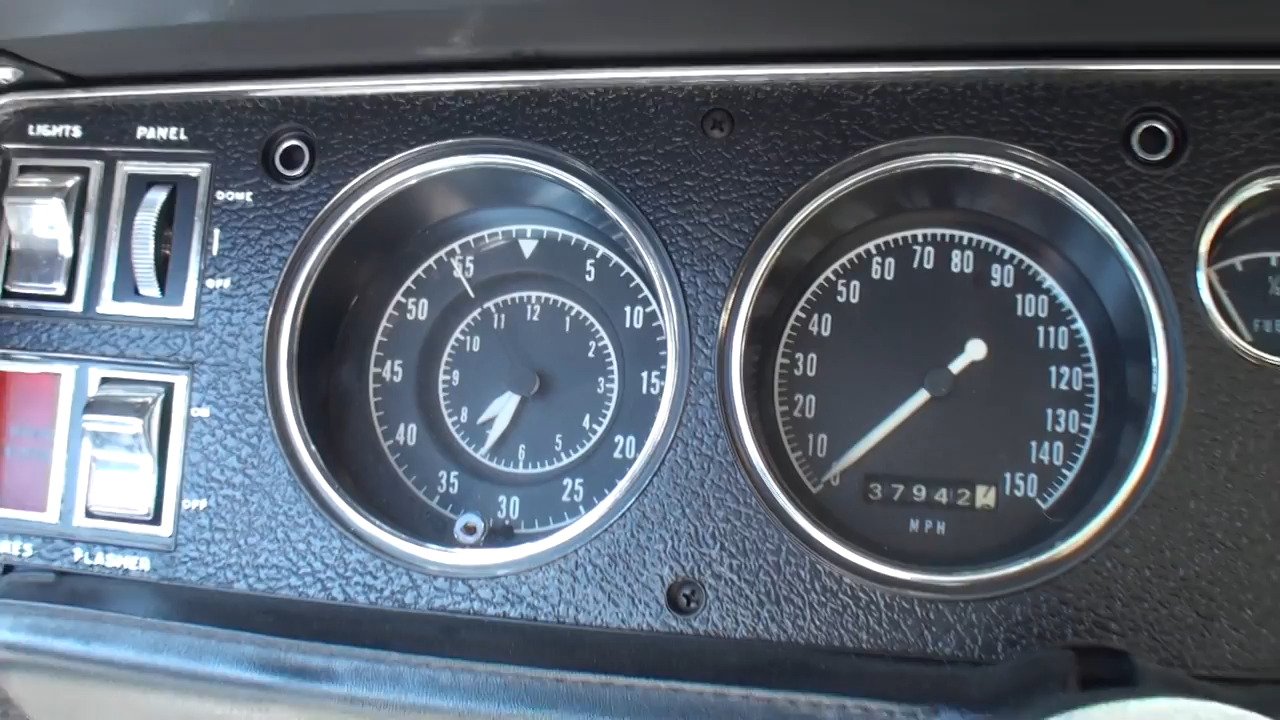 LIGHTS PANEL
DOME
OFF
ON
OFF
FLASHER
55 5 10 15 20 25 30 35 40 45 50
12 1 2 3 4 5 6 8 9 10 11
0 10 20 30 40 50 60 70 80 90 100 110 120 130 140 150
37942
MPH